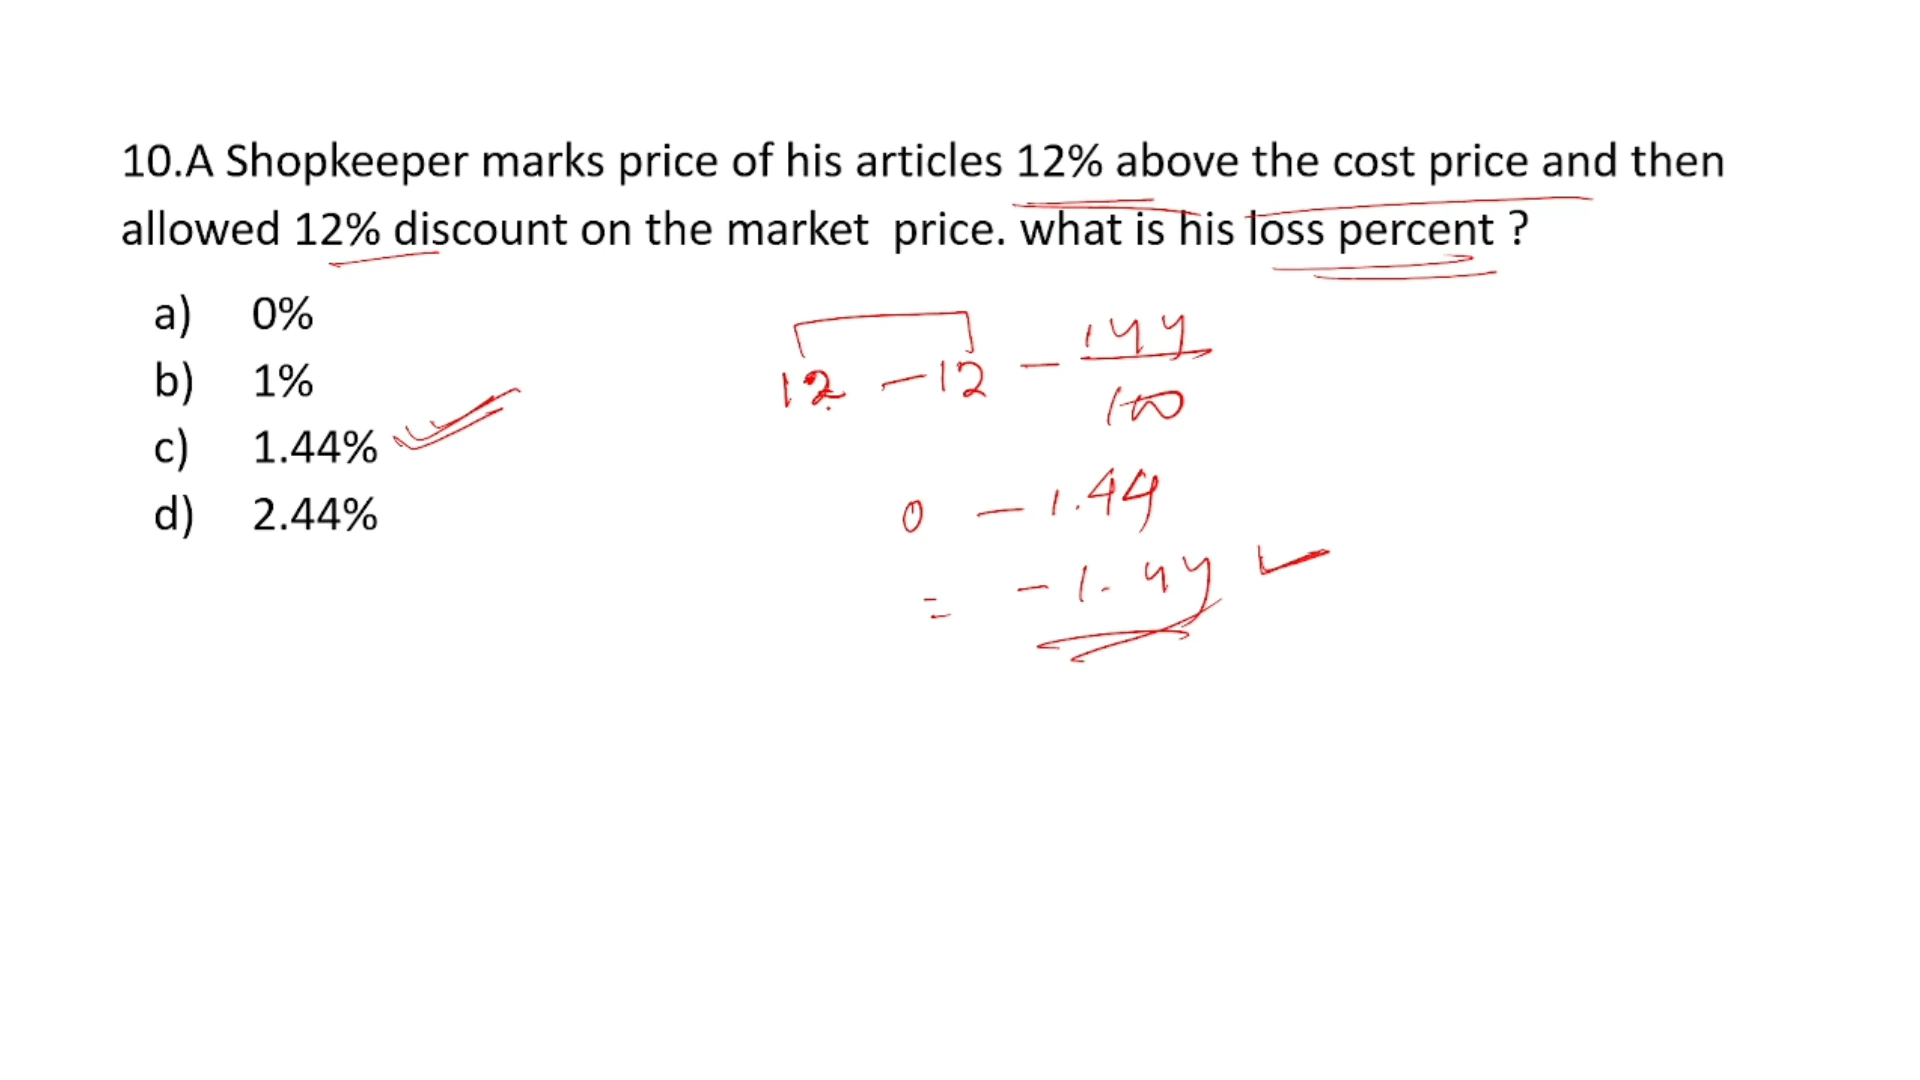 10.A Shopkeeper marks price of his articles 12% above the cost price and then
allowed 12% discount on the market price. what is his loss percent ?
a) 0%
b) 1%
c) 1.44%
d) 2.44%
12 - 12 - 144/100
0 - 1.44
= - 1.44